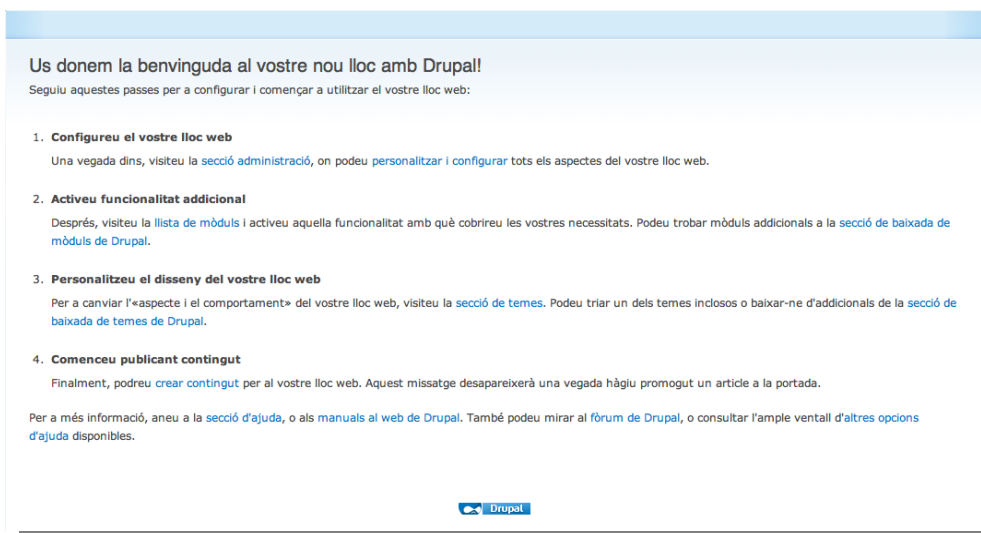 Us donem la benvinguda al vostre nou lloc amb Drupal!
Seguiu aquestes passes per a configurar i començar a utilitzar el vostre lloc web:
1. Configureu el vostre lloc web
Una vegada dins, visiteu la secció administració, on podeu personalitzar i configurar tots els aspectes del vostre lloc web.
2. Activeu funcionalitat addicional
Després, visiteu la llista de mòduls i activeu aquella funcionalitat amb què cobrireu les vostres necessitats. Podeu trobar mòduls addicionals a la secció de baixada de
mòduls de Drupal.
3. Personalitzeu el disseny del vostre lloc web
Per a canviar l'«aspecte i el comportament» del vostre lloc web, visiteu la secció de temes. Podeu triar un dels temes inclosos o baixar-ne d'addicionals de la secció de
baixada de temes de Drupal.
4. Comenceu publicant contingut
Finalment, podreu crear contingut per al vostre lloc web. Aquest missatge desapareixerà una vegada hàgiu promogut un article a la portada.
Per a més informació, aneu a la secció d'ajuda, o als manuals al web de Drupal. També podeu mirar al fòrum de Drupal, o consultar l'ample ventall d'altres opcions
d'ajuda disponibles.
Drupal